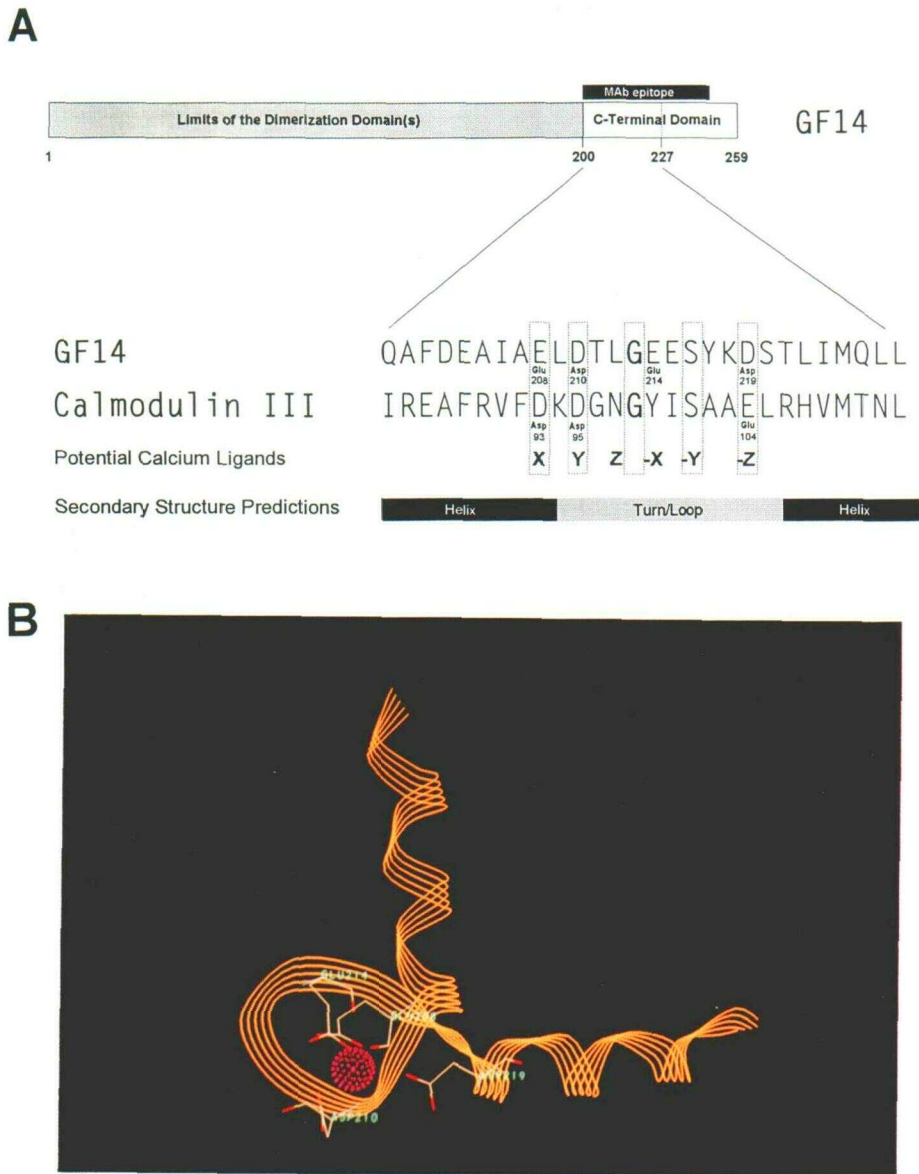 A
MAb epitope
Limits of the Dimerization Domain(s)
C-Terminal Domain
GF14
1 200 227 259
GF14 QAFDEAIAELDTLGEESYKDSTLIMQLL
Glu Asp Glu Asp
208 210 214 219
Calmodulin III IREAFRVFDKDGNGYISAAELRHVMTNL
Asp Asp Glu
93 95 104
Potential Calcium Ligands X Y Z -X -Y -Z
Secondary Structure Predictions Helix Turn/Loop Helix
B
GLU214
ASP210